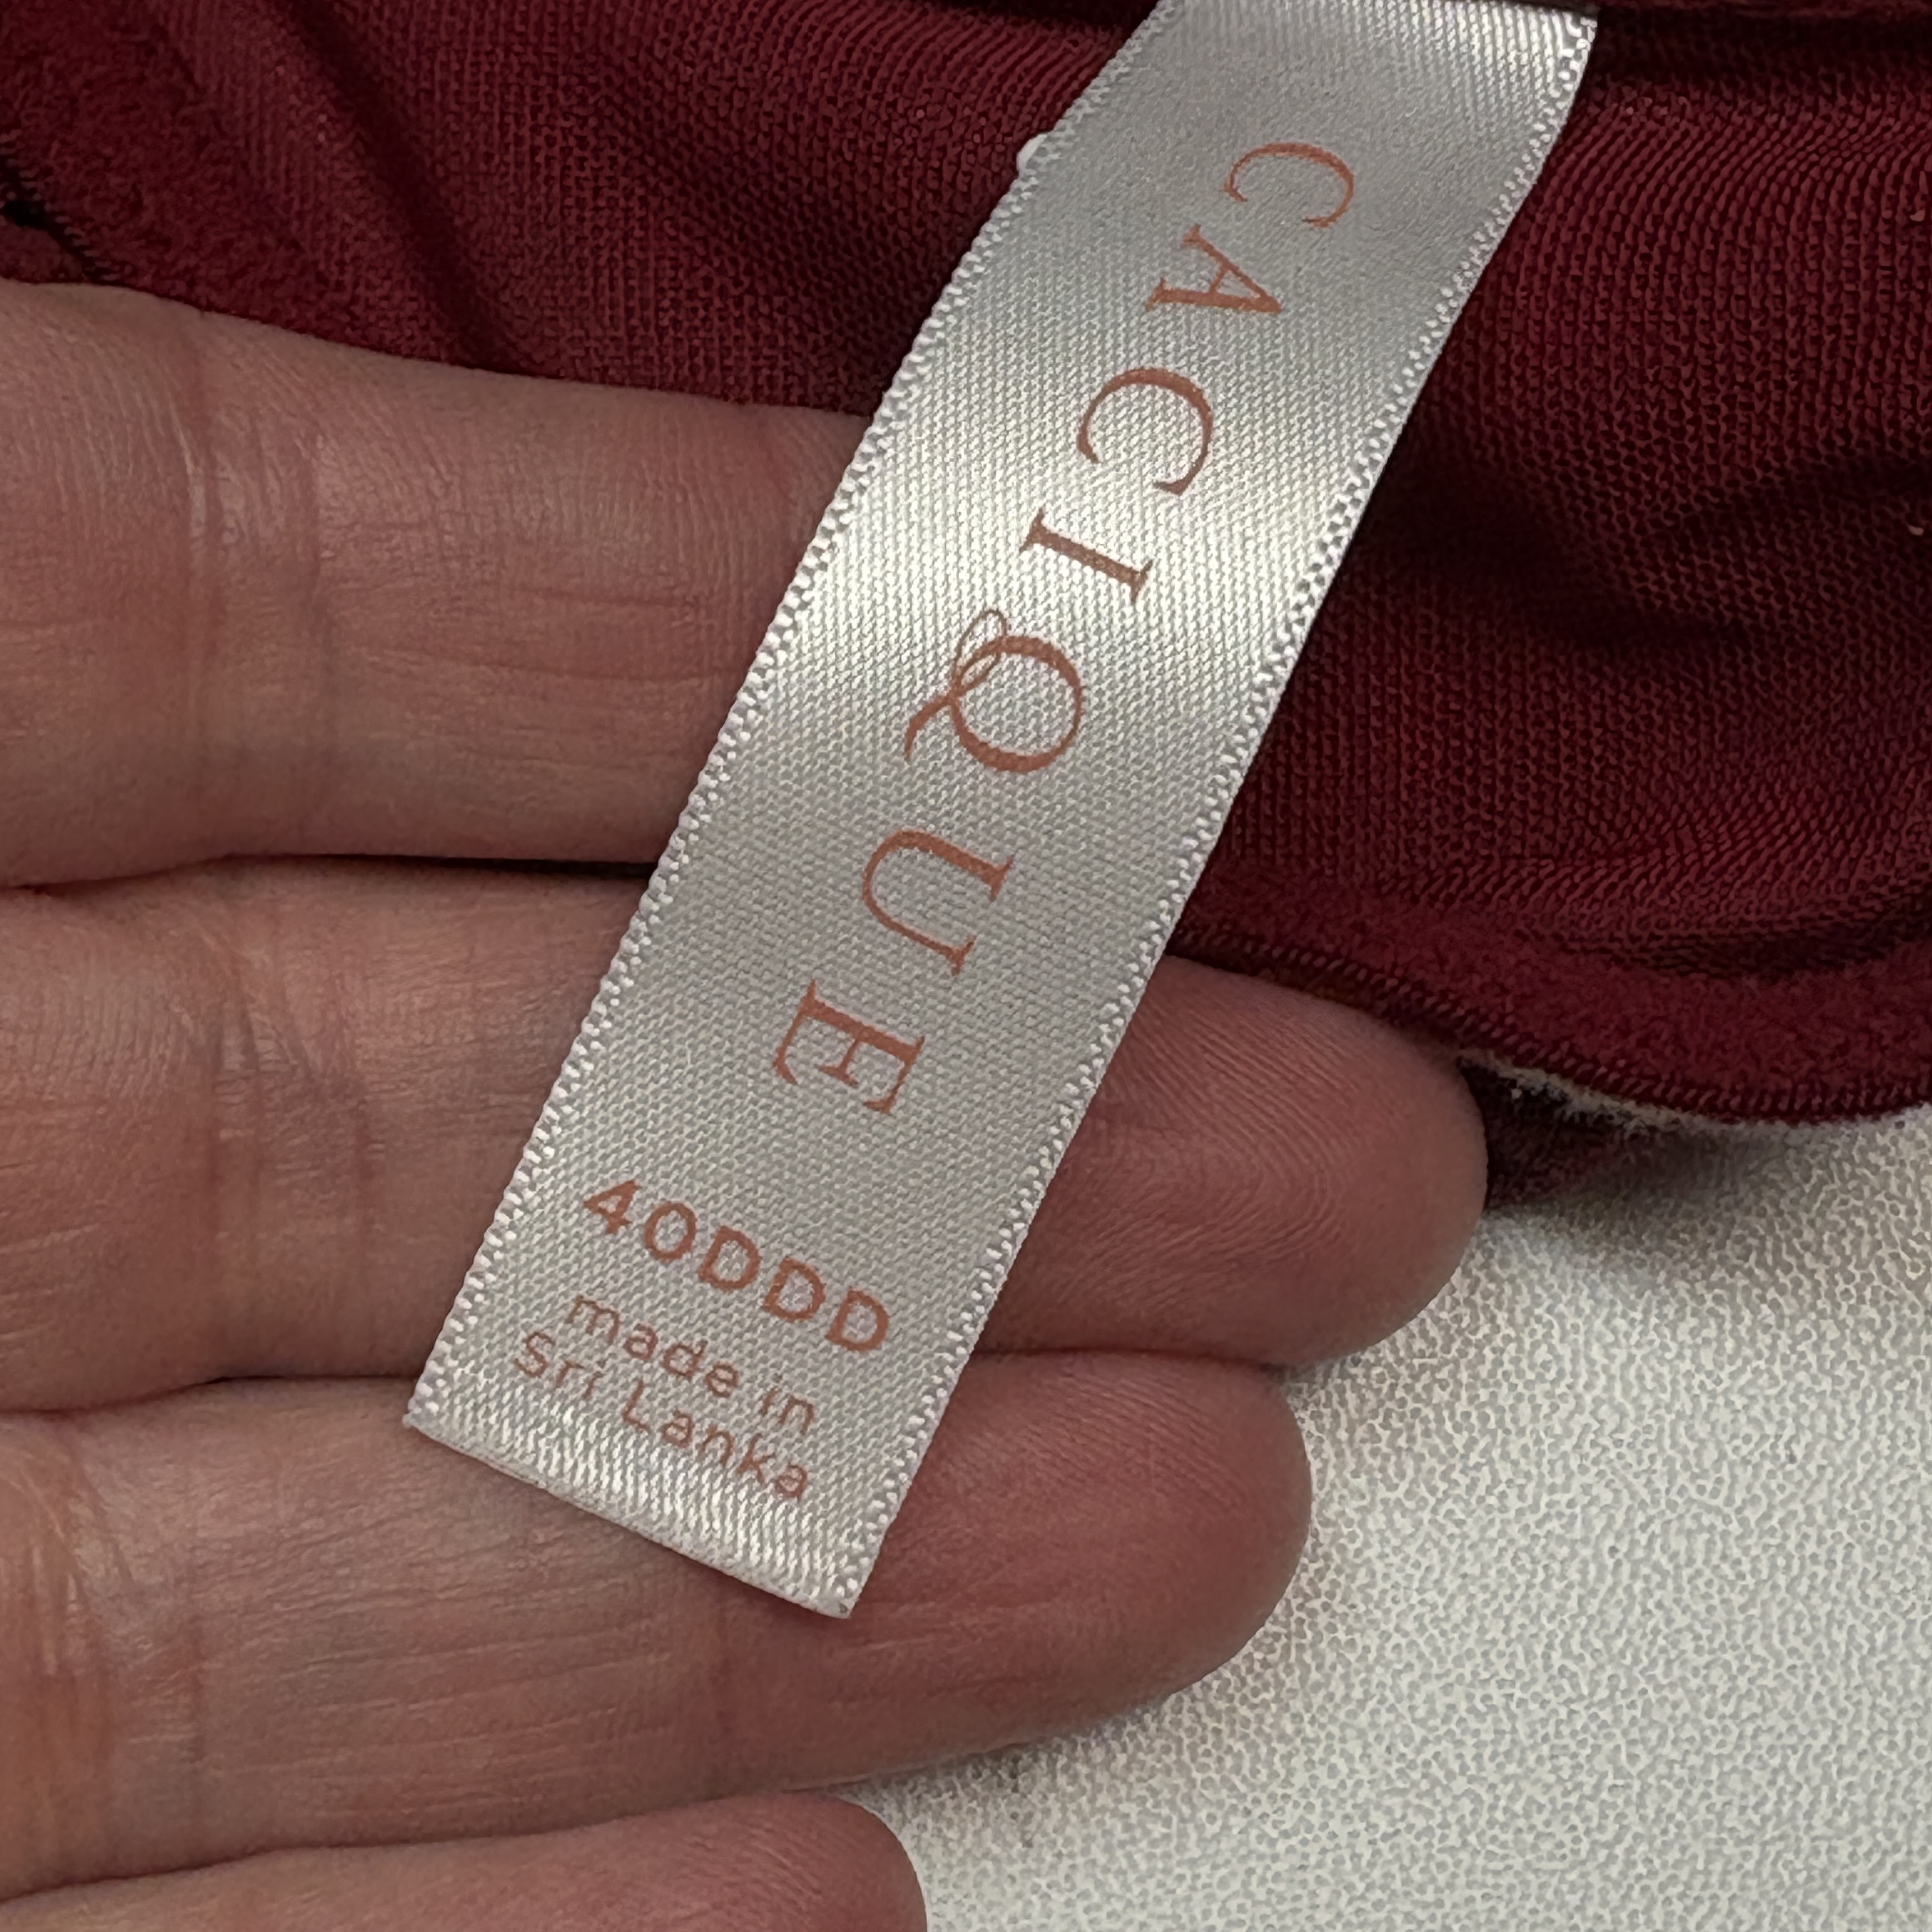 CACIQUE
40DDD
made in
Sri Lanka